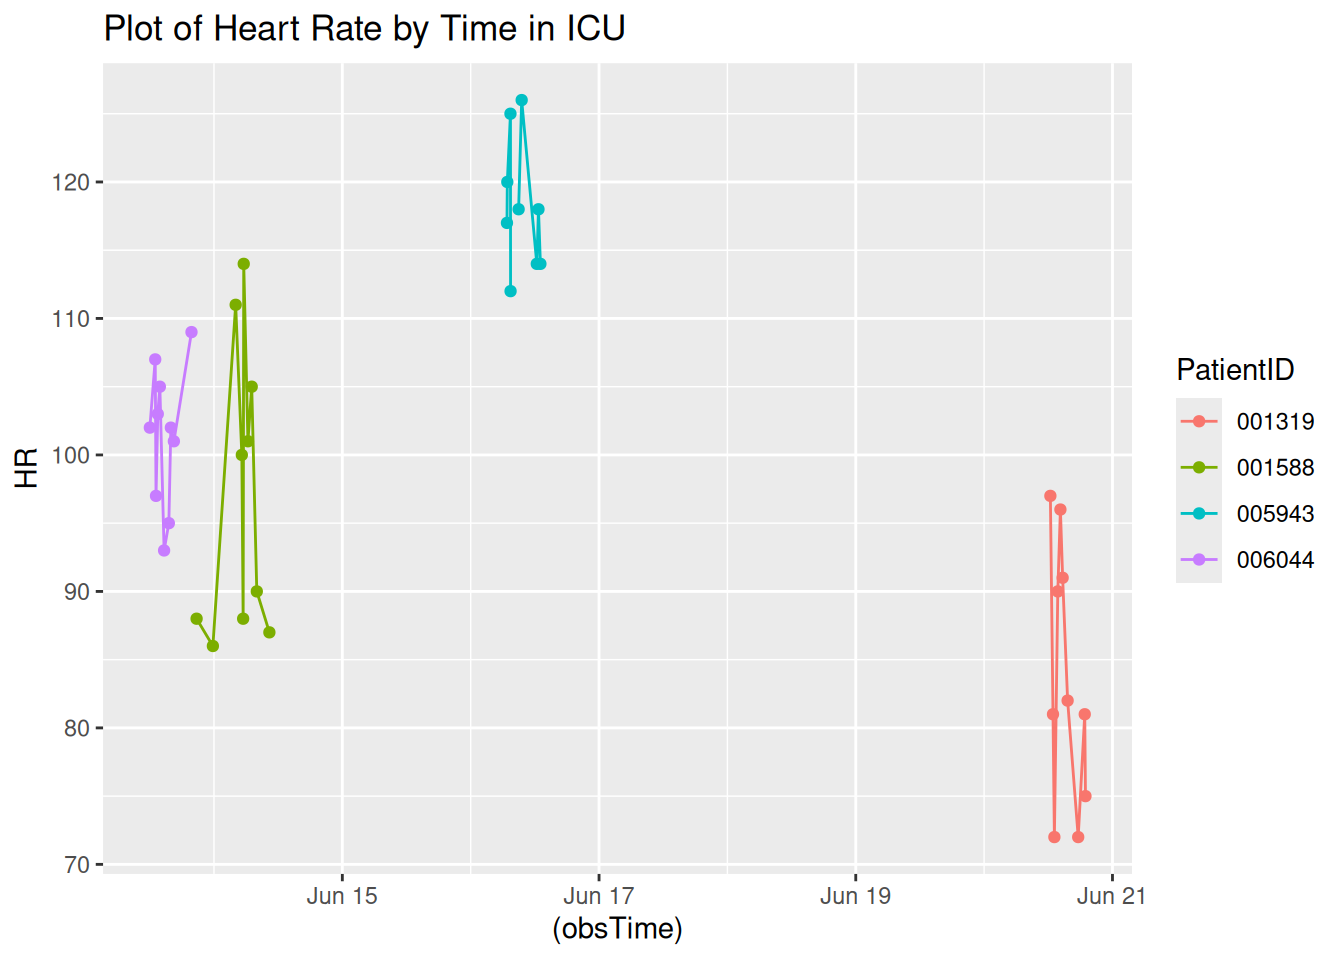 Plot of Heart Rate by Time in ICU
HR
120
110
100
90
80
70
Jun 15
Jun 17
Jun 19
Jun 21
(obsTime)
PatientID
001319
001588
005943
006044